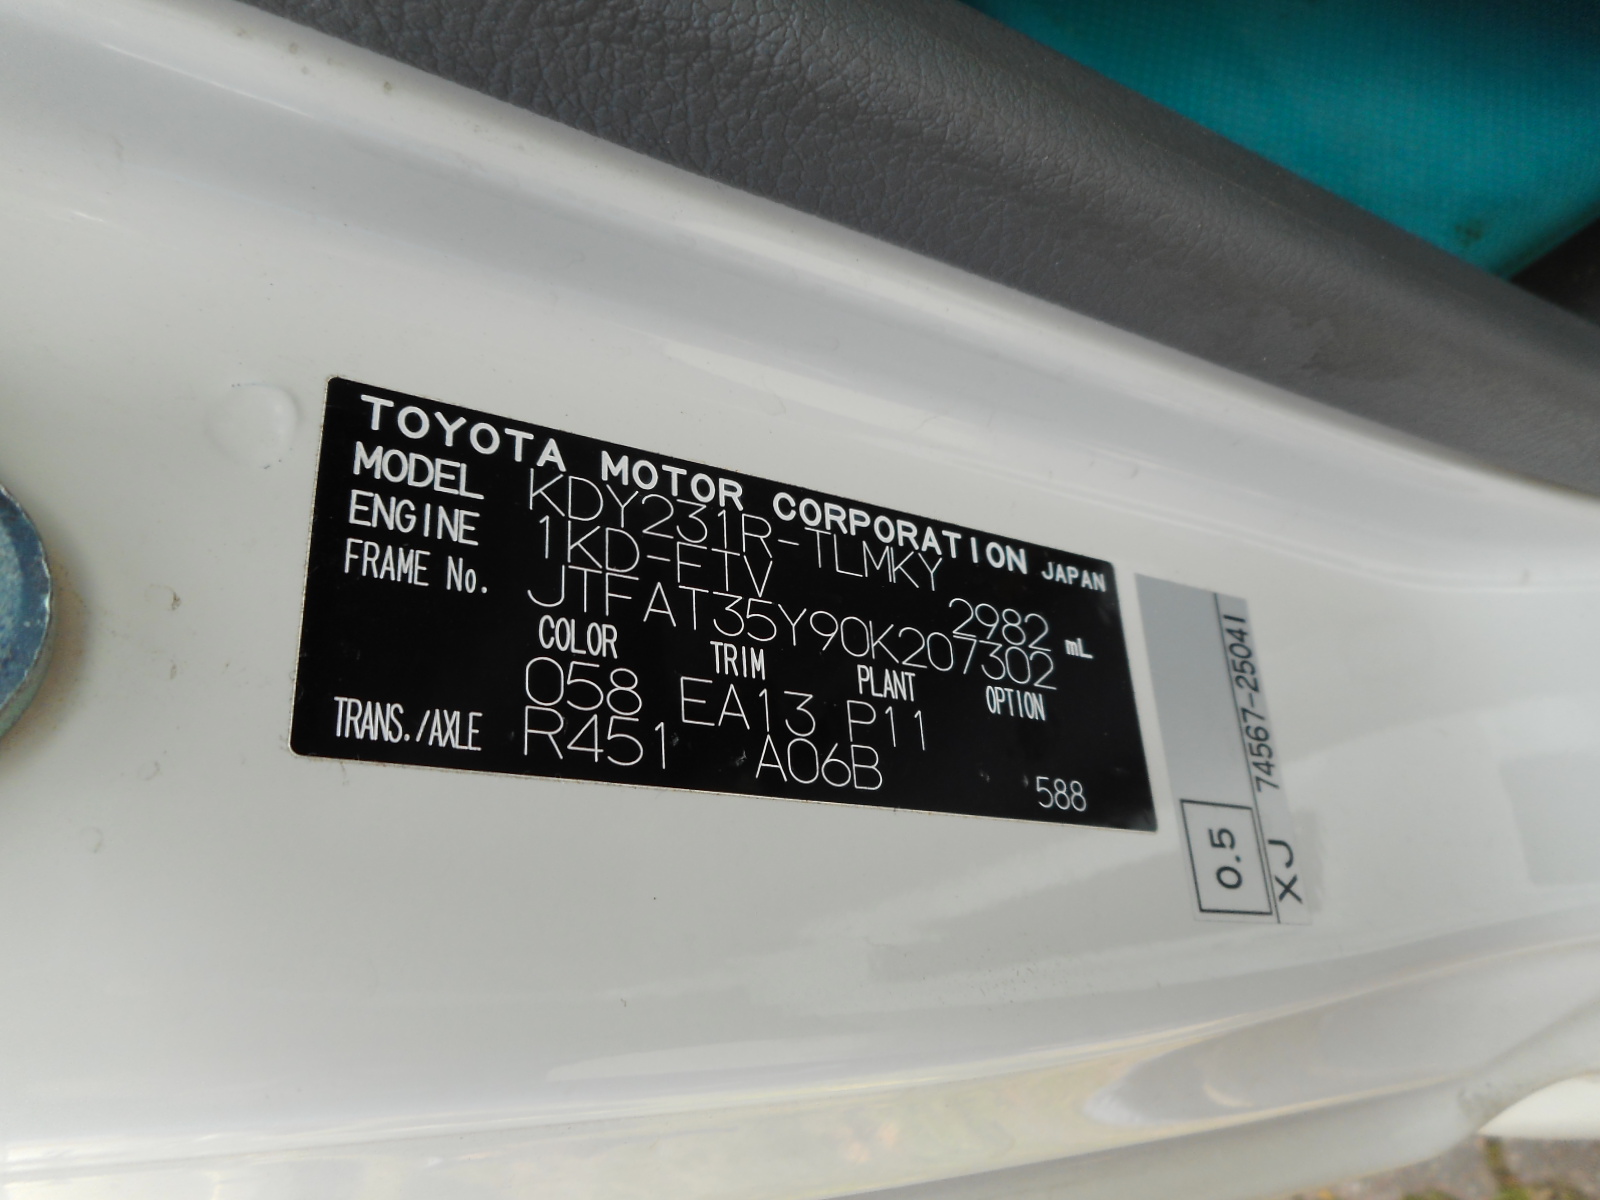 TOYOTA MOTOR CORPORATION JAPAN
MODEL KDY231R-TLMKY
ENGINE 1KD-FTV 2982 mL
FRAME No. JTFAT35Y90K207302
COLOR TRIM PLANT OPTION
058 EA13 P11
TRANS./AXLE R451 A06B
588
74567-25041
0.5
XJ